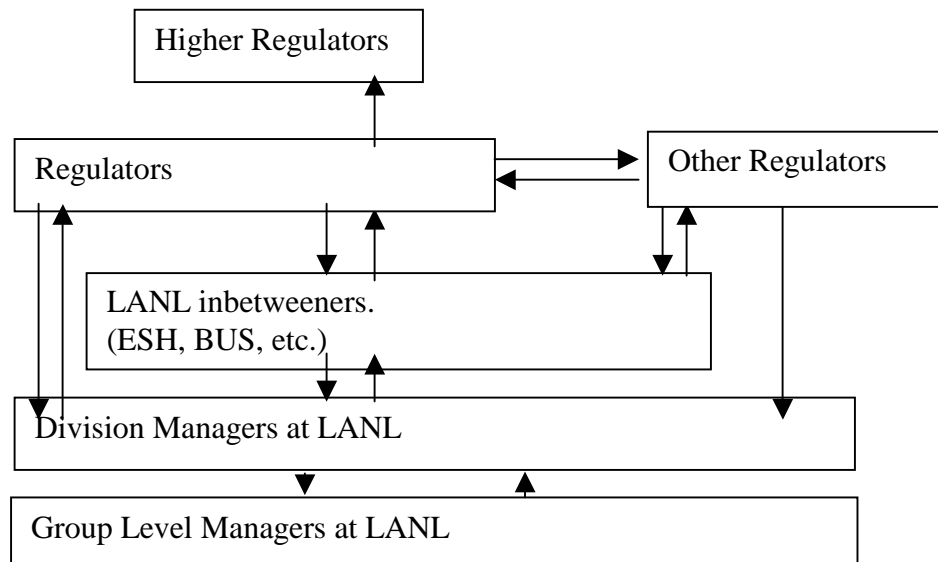 Higher Regulators
Regulators
Other Regulators
LANL inbetweeners.
(ESH, BUS, etc.)
Division Managers at LANL
Group Level Managers at LANL